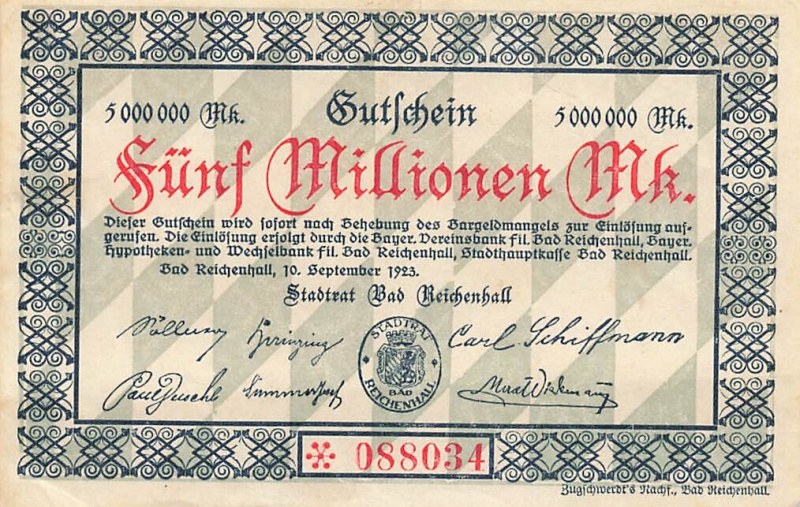 5 000 000 Mk. Gutschein 5 000 000 Mk.
Fünf Millionen Mk.
Dieser Gutschein wird sofort nach Behebung des Bargeldmangels zur Einlösung auf-
gerufen. Die Einlösung erfolgt durch die Bayer. Vereinsbank fil. Bad Reichenhall, Bayer.
Hypotheken- und Wechselbank fil. Bad Reichenhall, Stadthauptkasse Bad Reichenhall.
Bad Reichenhall, 10. September 1923.
Stadtrat Bad Reichenhall
Carl Schiffmann
STADTRAT
BAD
REICHENHALL
088034
Zugschwerdt's Nachf., Bad Reichenhall.